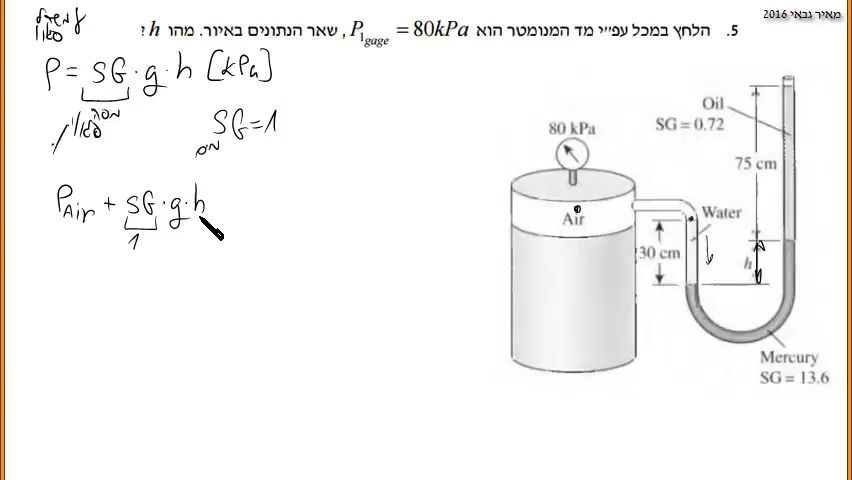 מאיר גבאי 2016
5. הלחץ במכל עפ״י מד המנומטר הוא P1gage = 80kPa, שאר הנתונים באיור. מהו h ?
P = SG · g · h [kPa]
SG = 1
מים
P Air + SG · g · h
1
80 kPa
Oil
SG = 0.72
75 cm
Air
Water
30 cm
h
Mercury
SG = 13.6